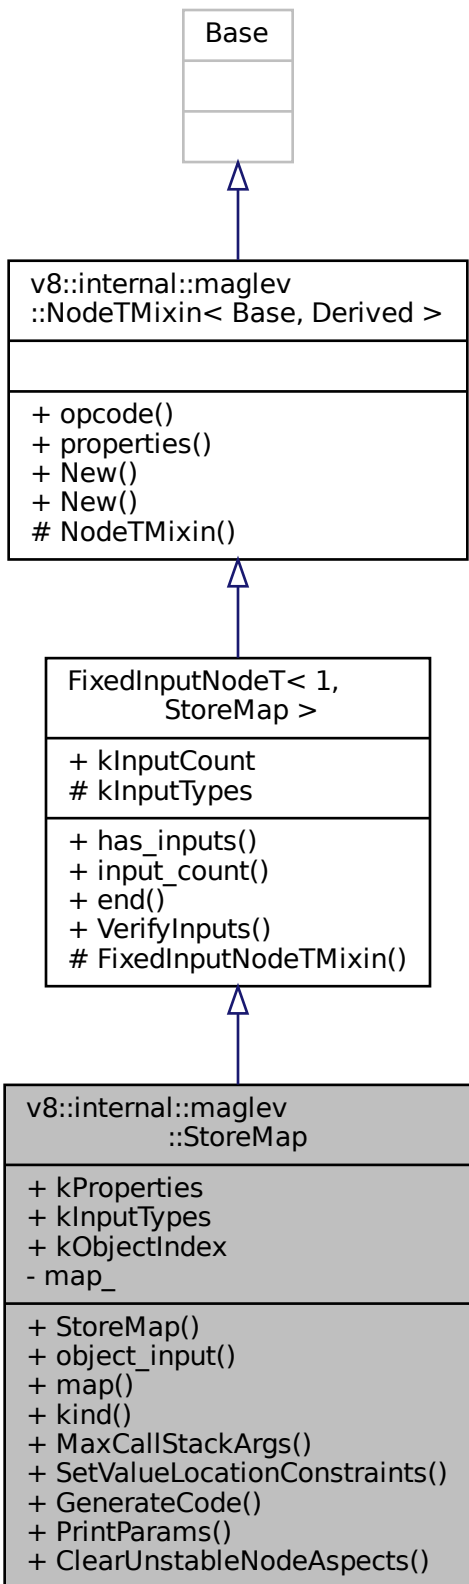 Base
v8::internal::maglev
::NodeTMixin< Base, Derived >
+ opcode()
+ properties()
+ New()
+ New()
# NodeTMixin()
FixedInputNodeT< 1,
StoreMap >
+ kInputCount
# kInputTypes
+ has_inputs()
+ input_count()
+ end()
+ VerifyInputs()
# FixedInputNodeTMixin()
v8::internal::maglev
::StoreMap
+ kProperties
+ kInputTypes
+ kObjectIndex
- map_
+ StoreMap()
+ object_input()
+ map()
+ kind()
+ MaxCallStackArgs()
+ SetValueLocationConstraints()
+ GenerateCode()
+ PrintParams()
+ ClearUnstableNodeAspects()